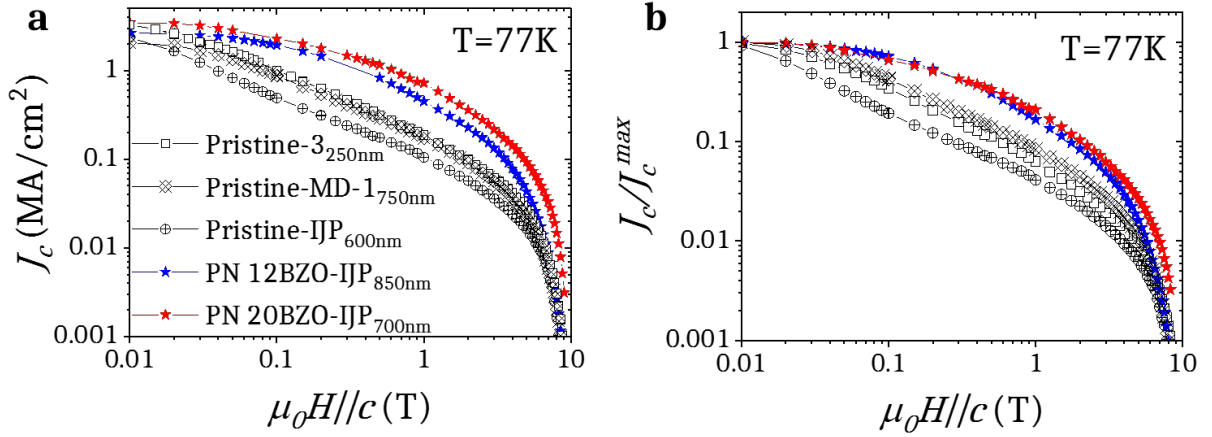 a
T=77K
J_c (MA/cm²)
1
0.1
0.01
0.001
Pristine-3_250nm
Pristine-MD-1_750nm
Pristine-IJP_600nm
PN 12BZO-IJP_850nm
PN 20BZO-IJP_700nm
0.01 0.1 1 10
μ_0H//c (T)
b
T=77K
J_c/J_c^max
1
0.1
0.01
0.001
0.01 0.1 1 10
μ_0H//c (T)